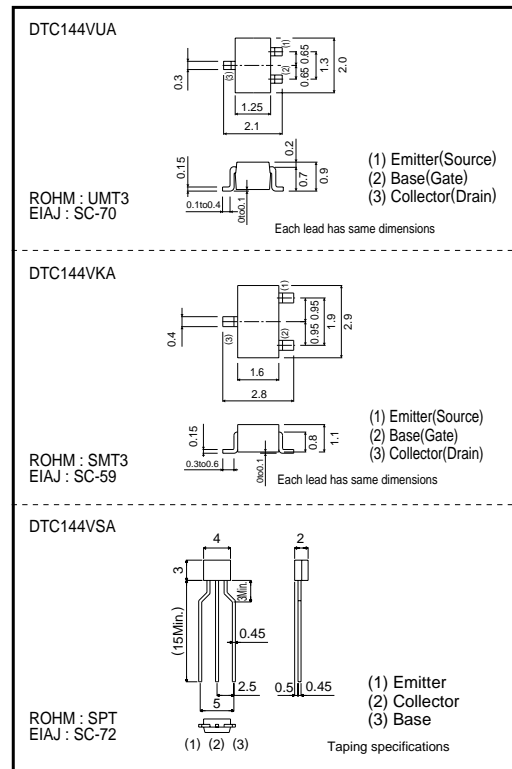 DTC144VUA
(1)
0.3
(3)
(2)
0.65 0.65
1.3
2.0
1.25
2.1
0.2
0.15
0.7
0.9
0.1to0.4
0to0.1
(1) Emitter(Source)
(2) Base(Gate)
(3) Collector(Drain)
ROHM : UMT3
EIAJ : SC-70
Each lead has same dimensions
DTC144VKA
(1)
0.4
(3)
(2)
0.95 0.95
1.9
2.9
1.6
2.8
0.15
0.8
1.1
0.3to0.6
0to0.1
(1) Emitter(Source)
(2) Base(Gate)
(3) Collector(Drain)
ROHM : SMT3
EIAJ : SC-59
Each lead has same dimensions
DTC144VSA
4
2
3
3Min.
(15Min.)
0.45
2.5
5
0.5
0.45
(1) Emitter
(2) Collector
(3) Base
ROHM : SPT
EIAJ : SC-72
(1) (2) (3)
Taping specifications